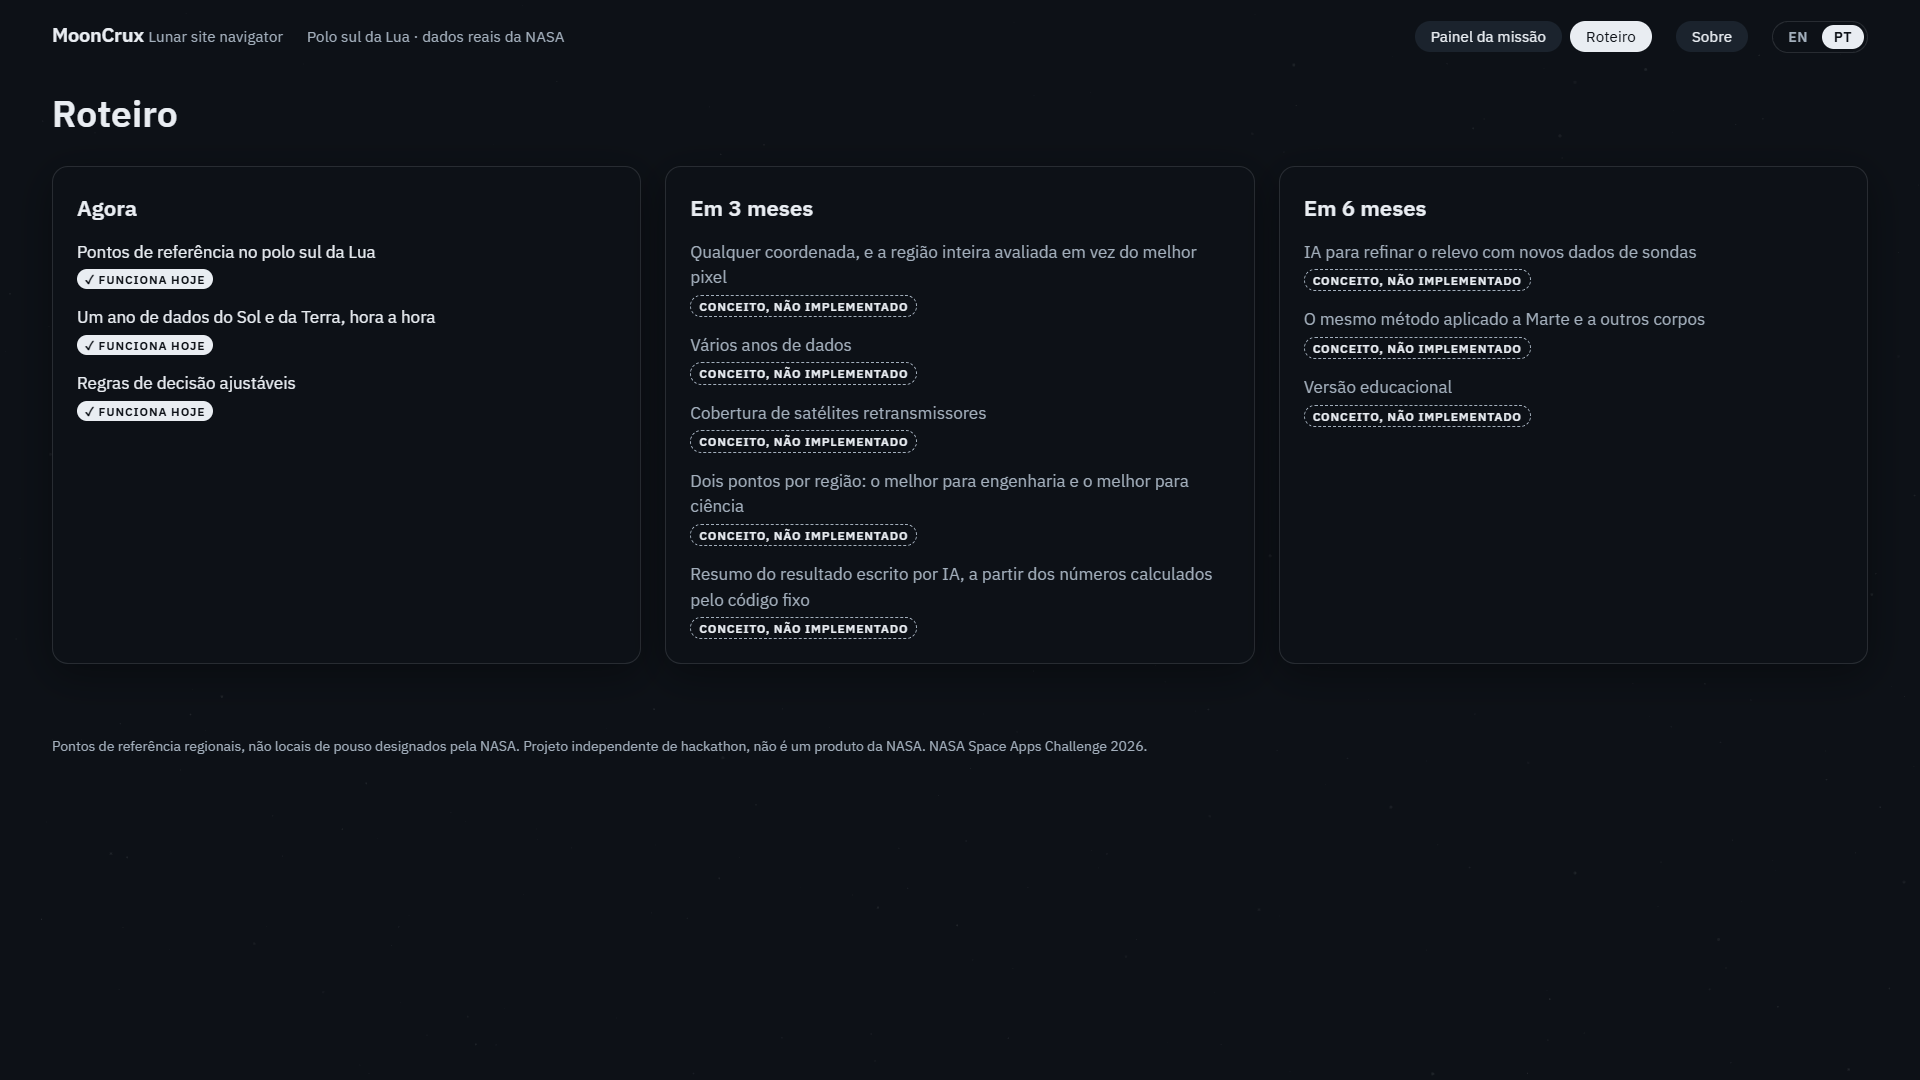 MoonCrux Lunar site navigator
Polo sul da Lua · dados reais da NASA
Painel da missão
Roteiro
Sobre
EN
PT
Roteiro
Agora
Pontos de referência no polo sul da Lua
✓ FUNCIONA HOJE
Um ano de dados do Sol e da Terra, hora a hora
✓ FUNCIONA HOJE
Regras de decisão ajustáveis
✓ FUNCIONA HOJE
Em 3 meses
Qualquer coordenada, e a região inteira avaliada em vez do melhor
pixel
CONCEITO, NÃO IMPLEMENTADO
Vários anos de dados
CONCEITO, NÃO IMPLEMENTADO
Cobertura de satélites retransmissores
CONCEITO, NÃO IMPLEMENTADO
Dois pontos por região: o melhor para engenharia e o melhor para
ciência
CONCEITO, NÃO IMPLEMENTADO
Resumo do resultado escrito por IA, a partir dos números calculados
pelo código fixo
CONCEITO, NÃO IMPLEMENTADO
Em 6 meses
IA para refinar o relevo com novos dados de sondas
CONCEITO, NÃO IMPLEMENTADO
O mesmo método aplicado a Marte e a outros corpos
CONCEITO, NÃO IMPLEMENTADO
Versão educacional
CONCEITO, NÃO IMPLEMENTADO
Pontos de referência regionais, não locais de pouso designados pela NASA. Projeto independente de hackathon, não é um produto da NASA. NASA Space Apps Challenge 2026.